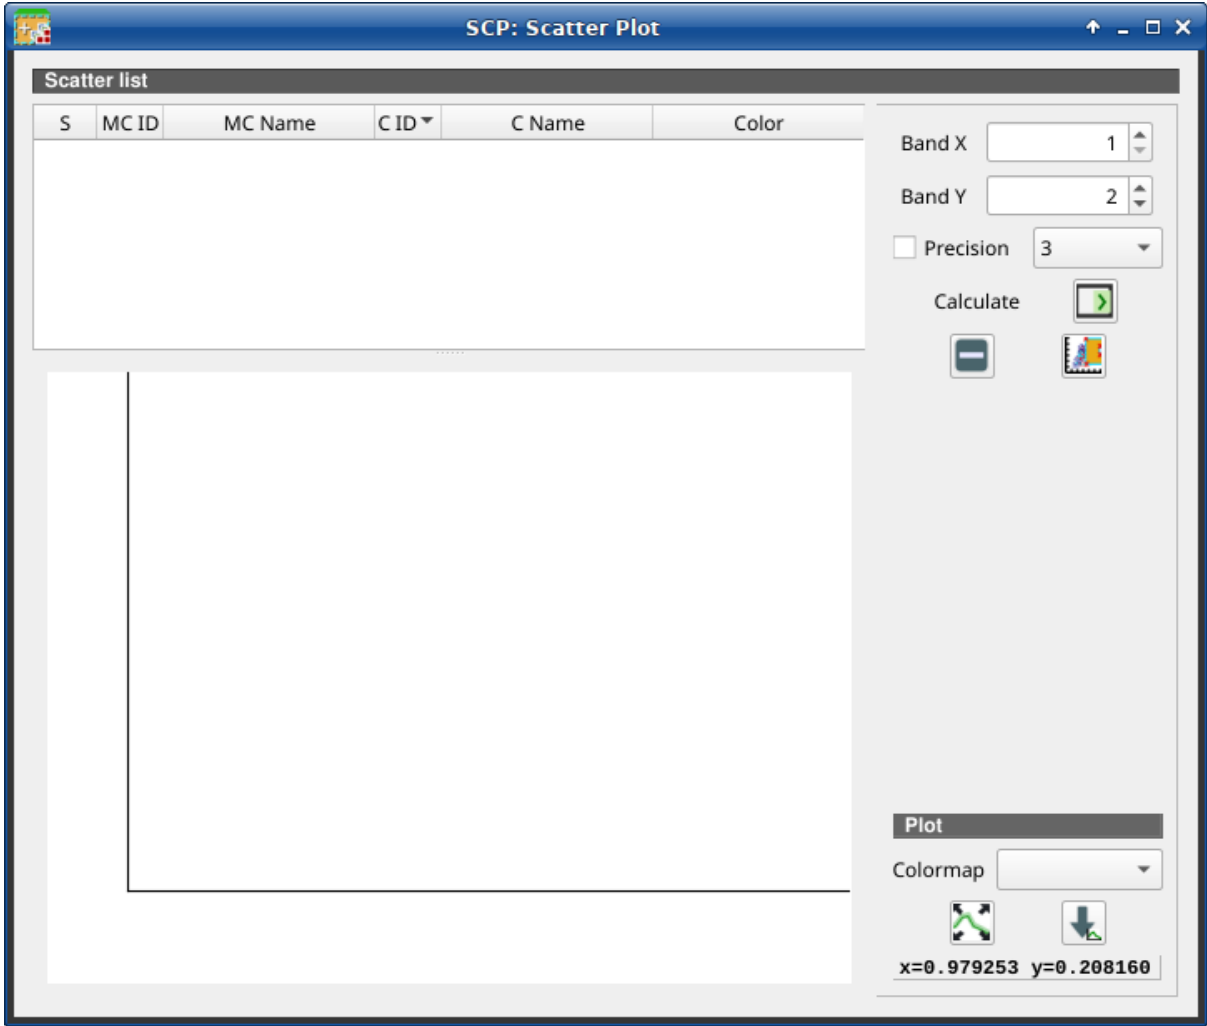 SCP: Scatter Plot
Scatter list
S MC ID MC Name C ID C Name Color
Band X 1
Band Y 2
Precision 3
Calculate
Plot
Colormap
x=0.979253 y=0.208160